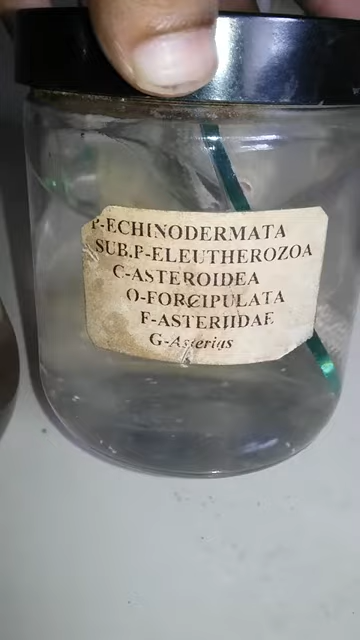 P-ECHINODERMATA
SUB.P-ELEUTHEROZOA
C-ASTEROIDEA
O-FORCIPULATA
F-ASTERIIDAE
G-Asterias